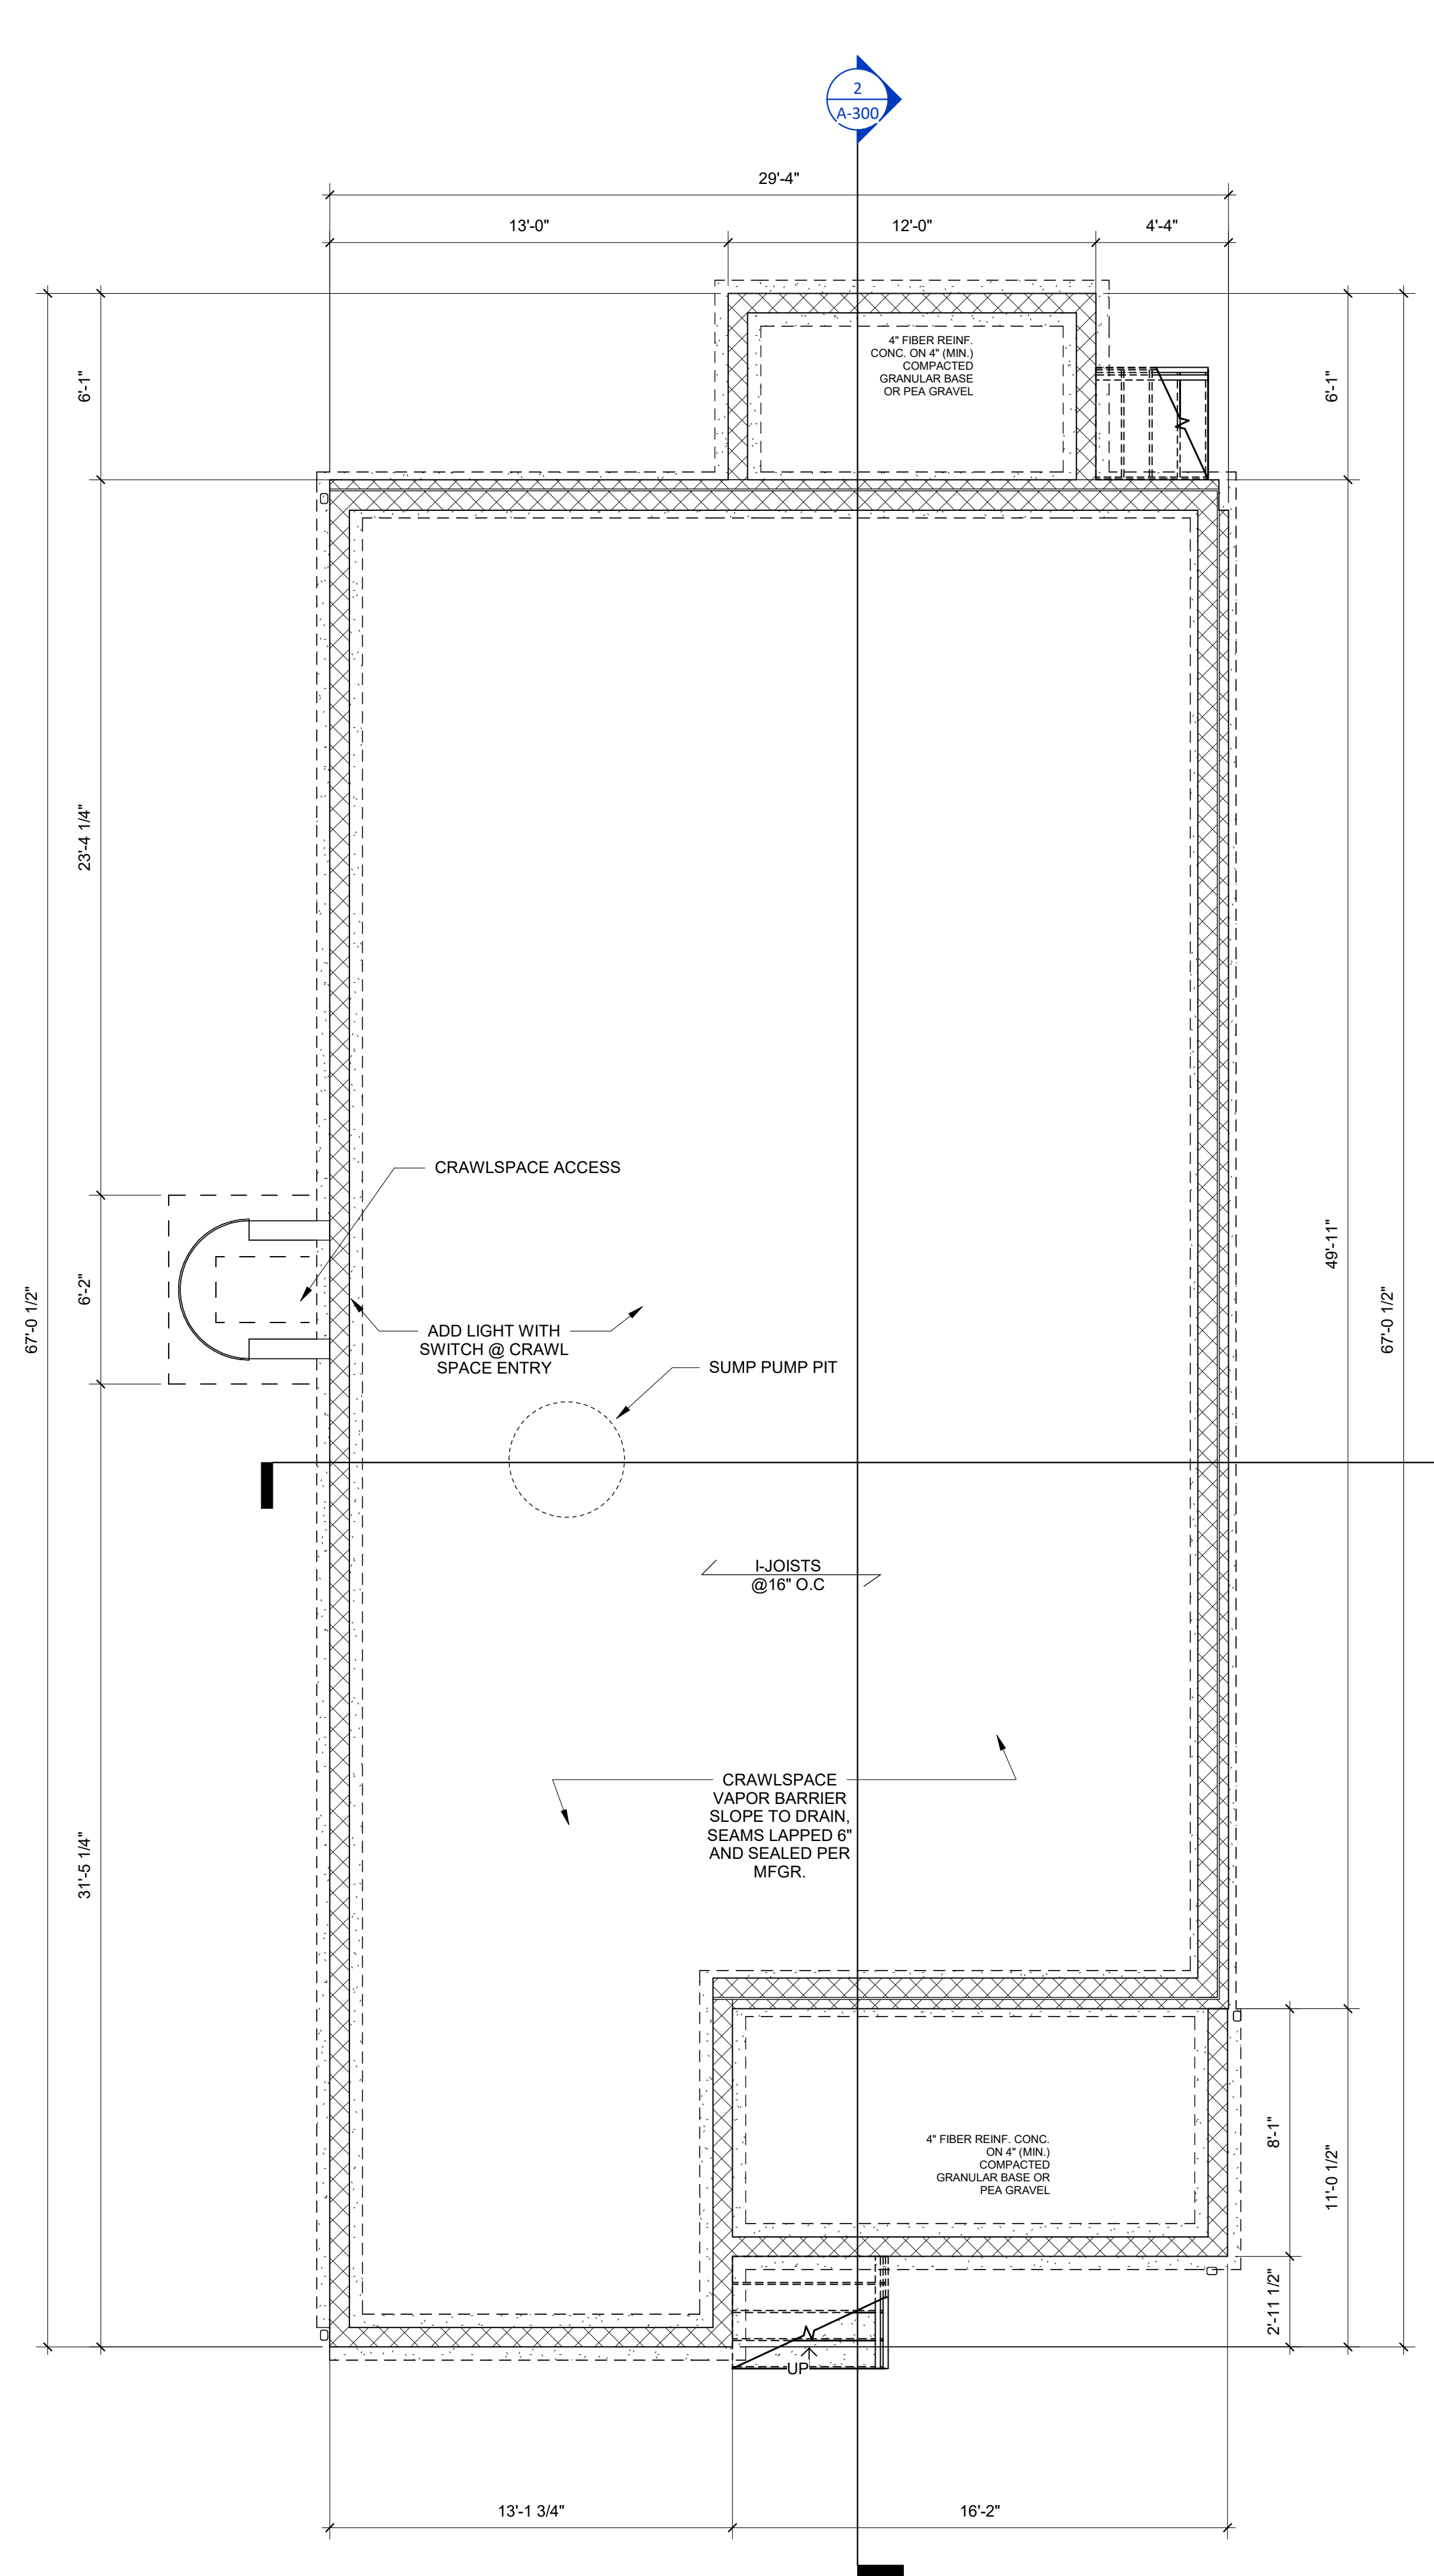 2
A-300
29'-4"
13'-0"
12'-0"
4'-4"
4" FIBER REINF.
CONC. ON 4" (MIN.)
COMPACTED
GRANULAR BASE
OR PEA GRAVEL
6'-1"
6'-1"
23'-4 1/4"
CRAWLSPACE ACCESS
49'-11"
6'-2"
67'-0 1/2"
67'-0 1/2"
ADD LIGHT WITH
SWITCH @ CRAWL
SPACE ENTRY
SUMP PUMP PIT
I-JOISTS
@16" O.C
CRAWLSPACE
VAPOR BARRIER
SLOPE TO DRAIN,
SEAMS LAPPED 6"
AND SEALED PER
MFGR.
31'-5 1/4"
4" FIBER REINF. CONC.
ON 4" (MIN.)
COMPACTED
GRANULAR BASE OR
PEA GRAVEL
8'-1"
11'-0 1/2"
2'-11 1/2"
UP
13'-1 3/4"
16'-2"